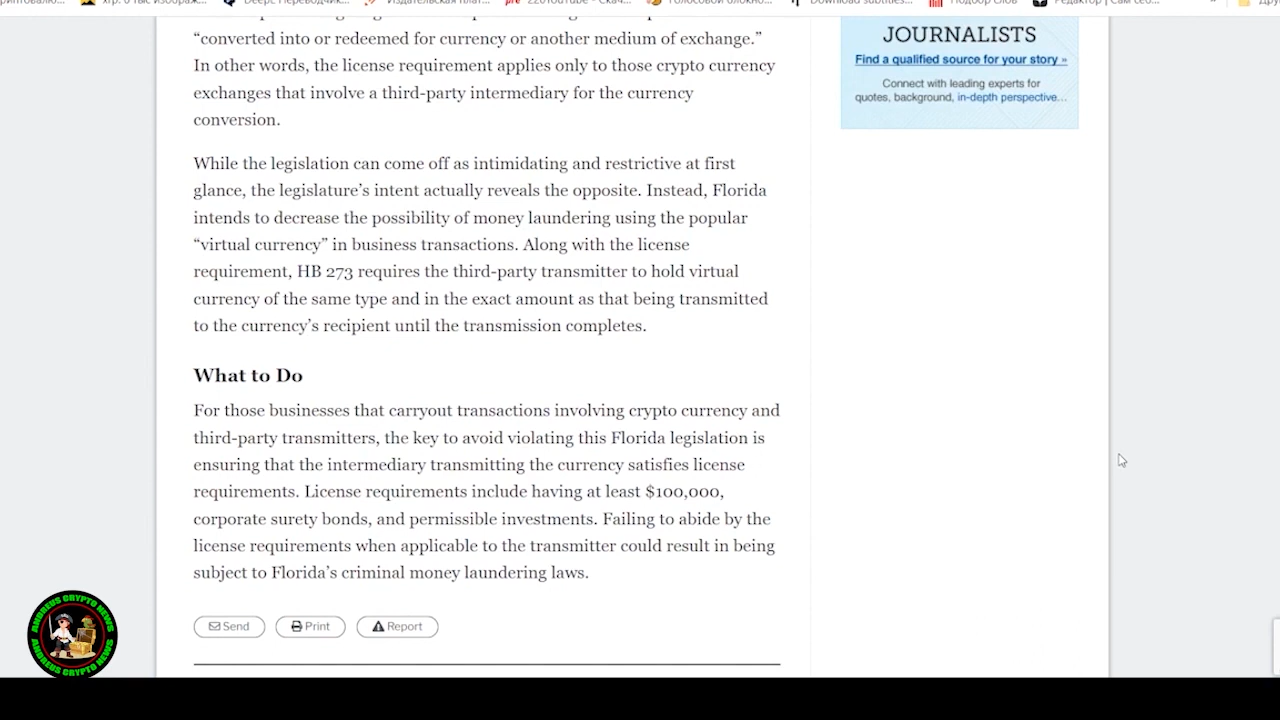 Deepl Переводчик...
Издательская плат...
Голосовой блокно...
Download subtitles...
Подбор слов
Редактор | Сам себ...
"converted into or redeemed for currency or another medium of exchange."
In other words, the license requirement applies only to those crypto currency
exchanges that involve a third-party intermediary for the currency
conversion.
While the legislation can come off as intimidating and restrictive at first
glance, the legislature's intent actually reveals the opposite. Instead, Florida
intends to decrease the possibility of money laundering using the popular
"virtual currency" in business transactions. Along with the license
requirement, HB 273 requires the third-party transmitter to hold virtual
currency of the same type and in the exact amount as that being transmitted
to the currency's recipient until the transmission completes.
What to Do
For those businesses that carryout transactions involving crypto currency and
third-party transmitters, the key to avoid violating this Florida legislation is
ensuring that the intermediary transmitting the currency satisfies license
requirements. License requirements include having at least $100,000,
corporate surety bonds, and permissible investments. Failing to abide by the
license requirements when applicable to the transmitter could result in being
subject to Florida's criminal money laundering laws.
Send
Print
Report
JOURNALISTS
Find a qualified source for your story »
Connect with leading experts for
quotes, background, in-depth perspective...
ANDREUS CRYPTO NEWS
ANDREUS CRYPTO NEWS